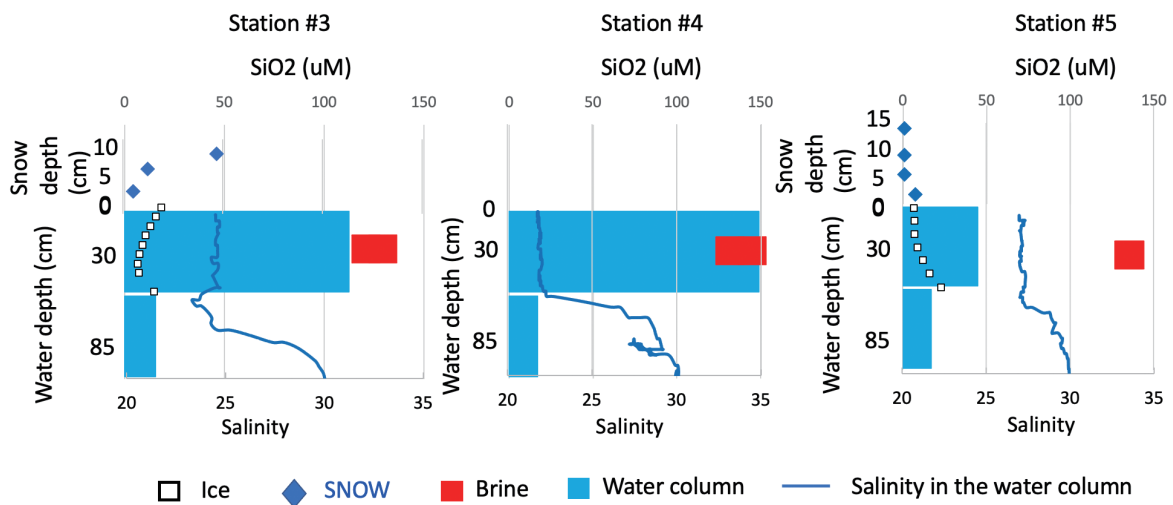 Station #3
SiO2 (uM)
0 50 100 150
Snow depth (cm)
10
5
0
Water depth (cm)
30
85
20 25 30 35
Salinity
Station #4
SiO2 (uM)
0 50 100 150
Water depth (cm)
0
30
85
20 25 30 35
Salinity
Station #5
SiO2 (uM)
0 50 100 150
Snow depth (cm)
15
10
5
0
Water depth (cm)
30
85
20 25 30 35
Salinity
Ice SNOW Brine Water column Salinity in the water column